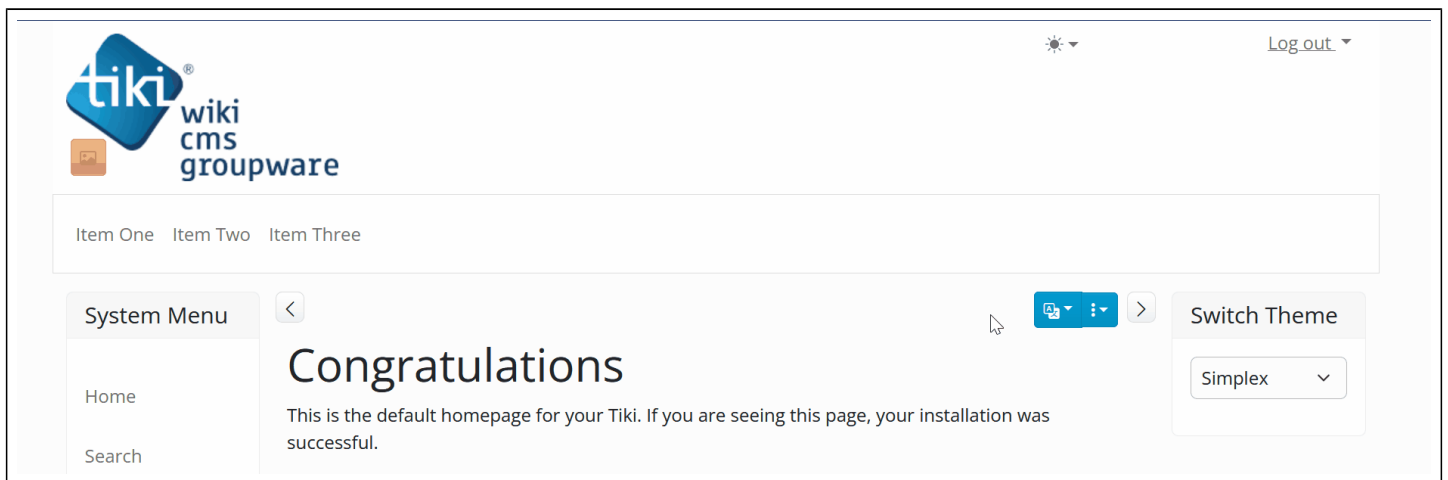 Log out
tiki®
wiki
cms
groupware
Item One Item Two Item Three
System Menu
Switch Theme
Congratulations
Simplex
Home
This is the default homepage for your Tiki. If you are seeing this page, your installation was
successful.
Search